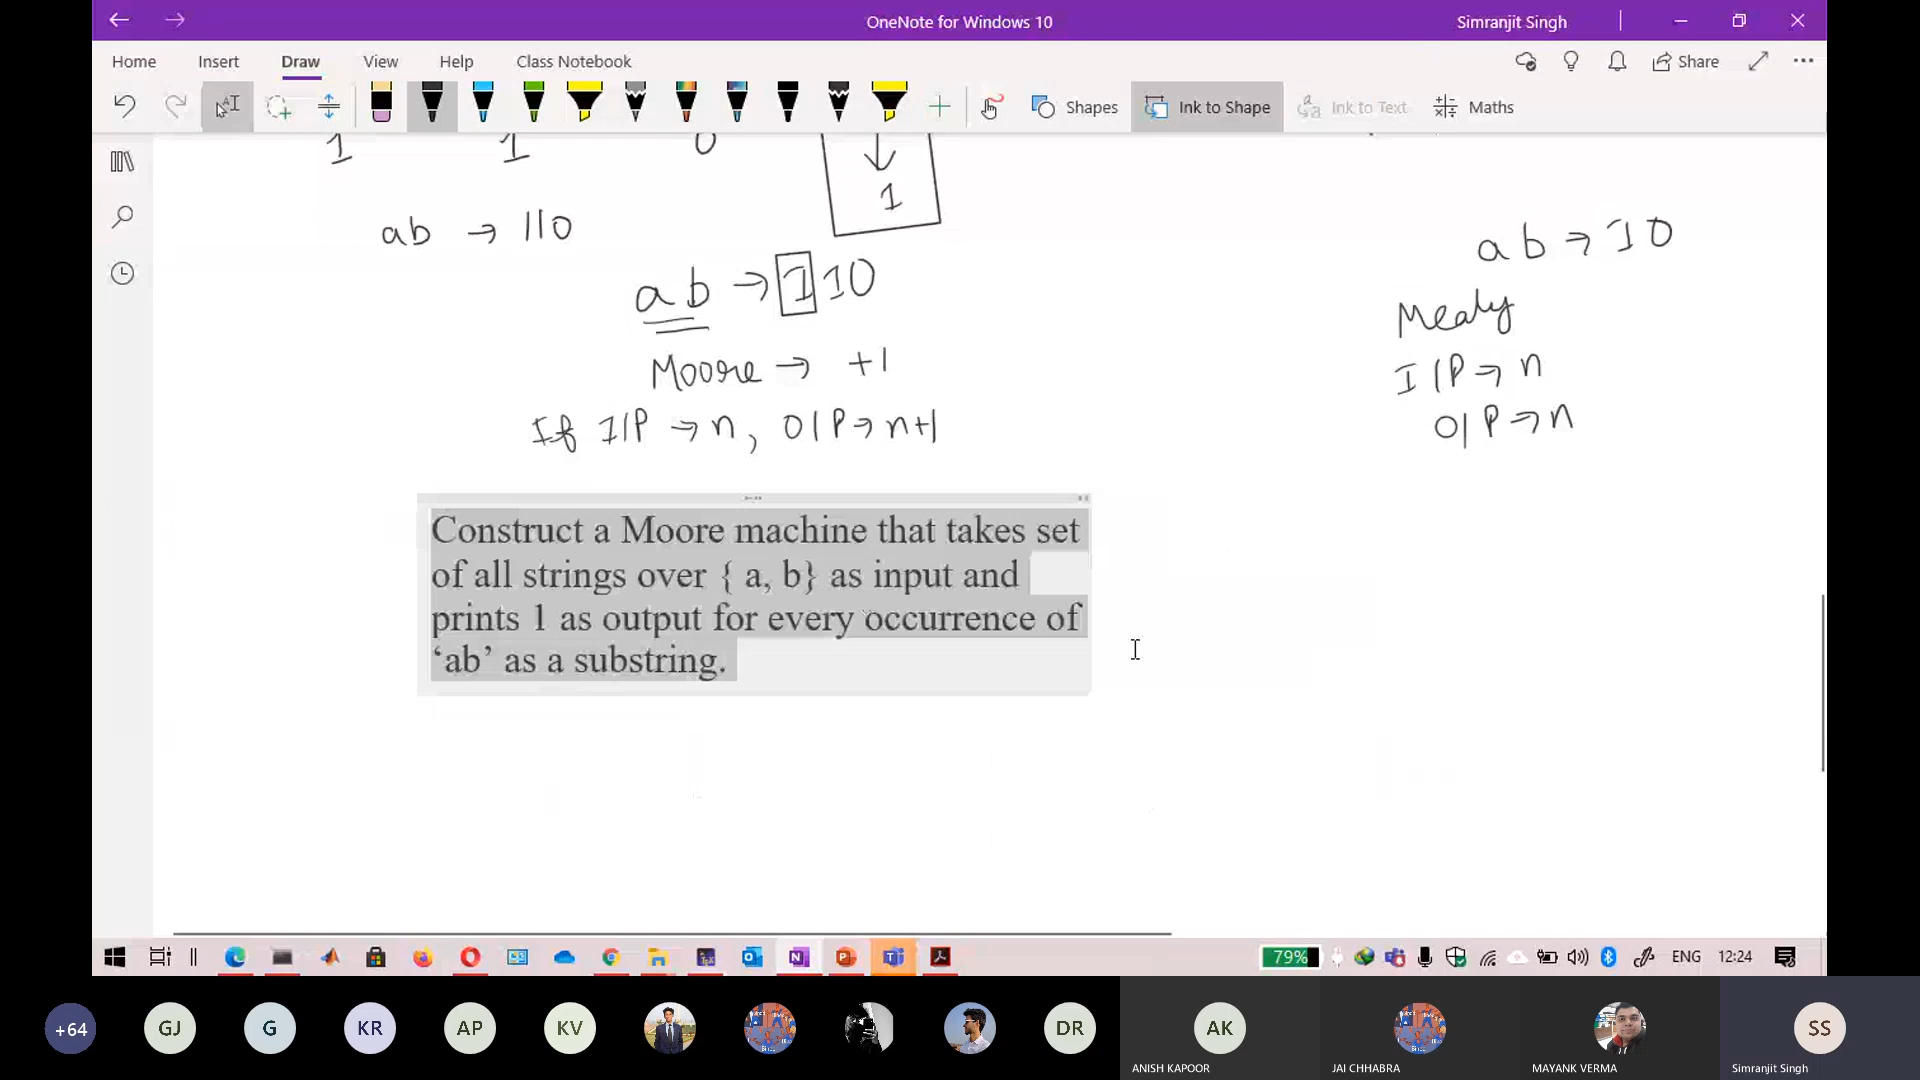 OneNote for Windows 10
Simranjit Singh
Home
Insert
Draw
View
Help
Class Notebook
Share
Shapes
Ink to Shape
Ink to Text
Maths
1 1 0
1
ab → 110
ab → 110
Moore → +1
If I/P → n, O/P → n+1
ab → 10
Mealy
I/P → n
O/P → n
Construct a Moore machine that takes set
of all strings over { a, b} as input and
prints 1 as output for every occurrence of
‘ab’ as a substring.
79%
ENG
12:24
+64
GJ
G
KR
AP
KV
DR
AK
SS
ANISH KAPOOR
JAI CHHABRA
MAYANK VERMA
Simranjit Singh